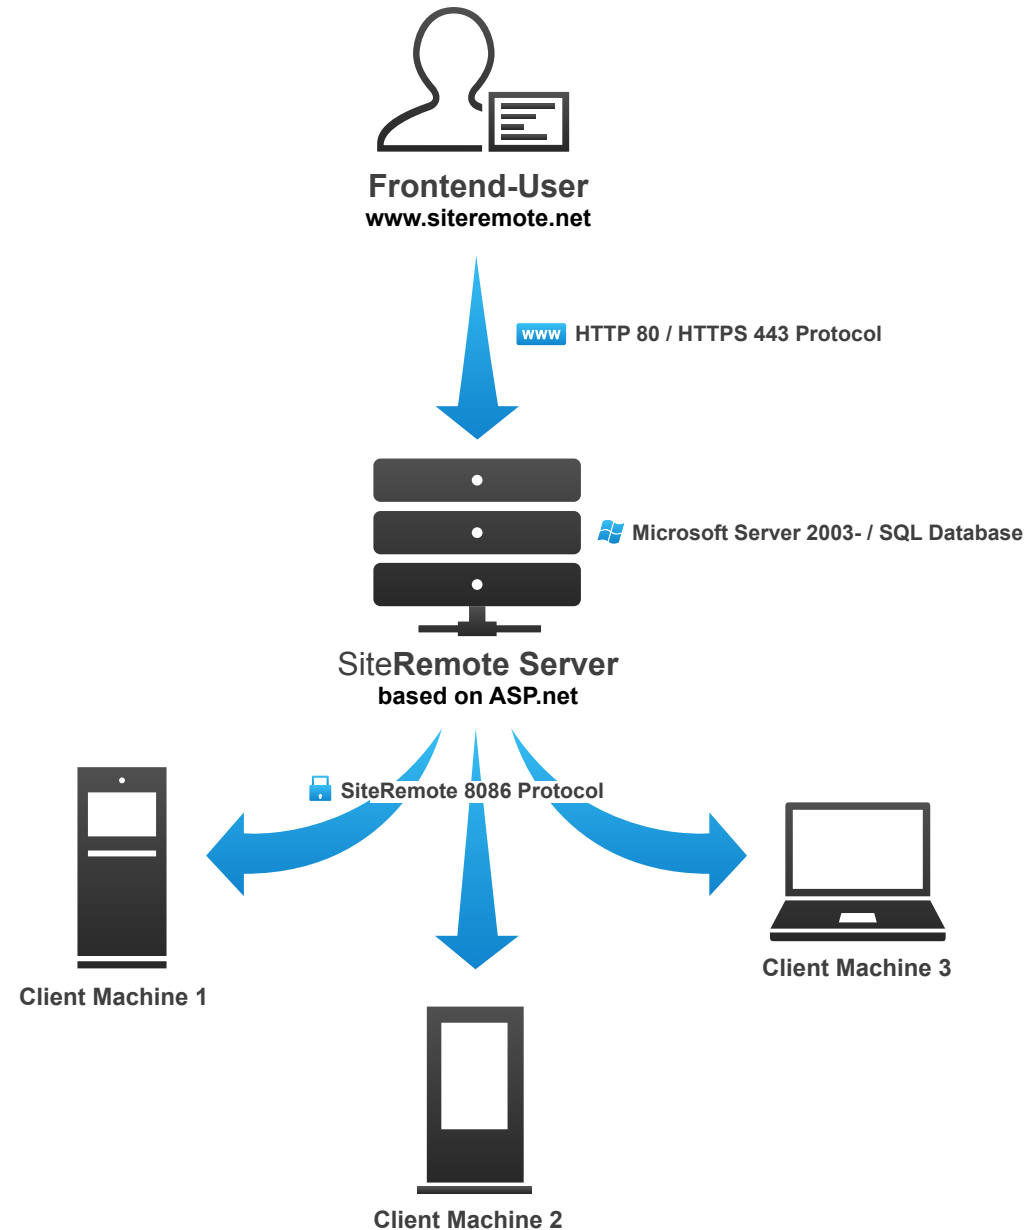 Frontend-User
www.siteremote.net
www HTTP 80 / HTTPS 443 Protocol
Microsoft Server 2003- / SQL Database
SiteRemote Server
based on ASP.net
SiteRemote 8086 Protocol
Client Machine 1
Client Machine 3
Client Machine 2